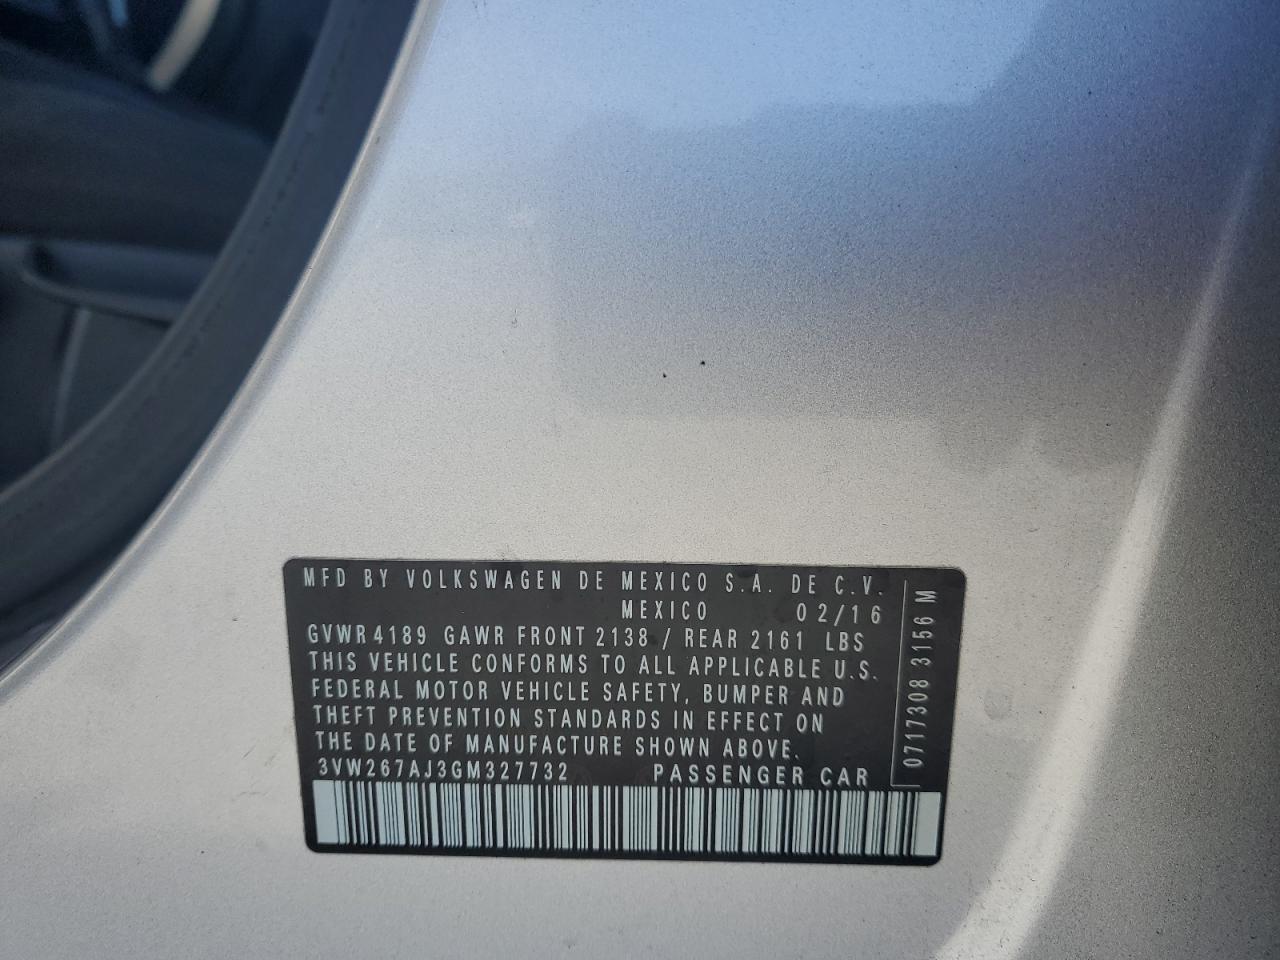 MFD BY VOLKSWAGEN DE MEXICO S.A. DE C.V.
MEXICO 02/16
GVWR 4189 GAWR FRONT 2138 / REAR 2161 LBS
THIS VEHICLE CONFORMS TO ALL APPLICABLE U.S.
FEDERAL MOTOR VEHICLE SAFETY, BUMPER AND
THEFT PREVENTION STANDARDS IN EFFECT ON
THE DATE OF MANUFACTURE SHOWN ABOVE.
3VW267AJ3GM327732 PASSENGER CAR
0717308 3156 M